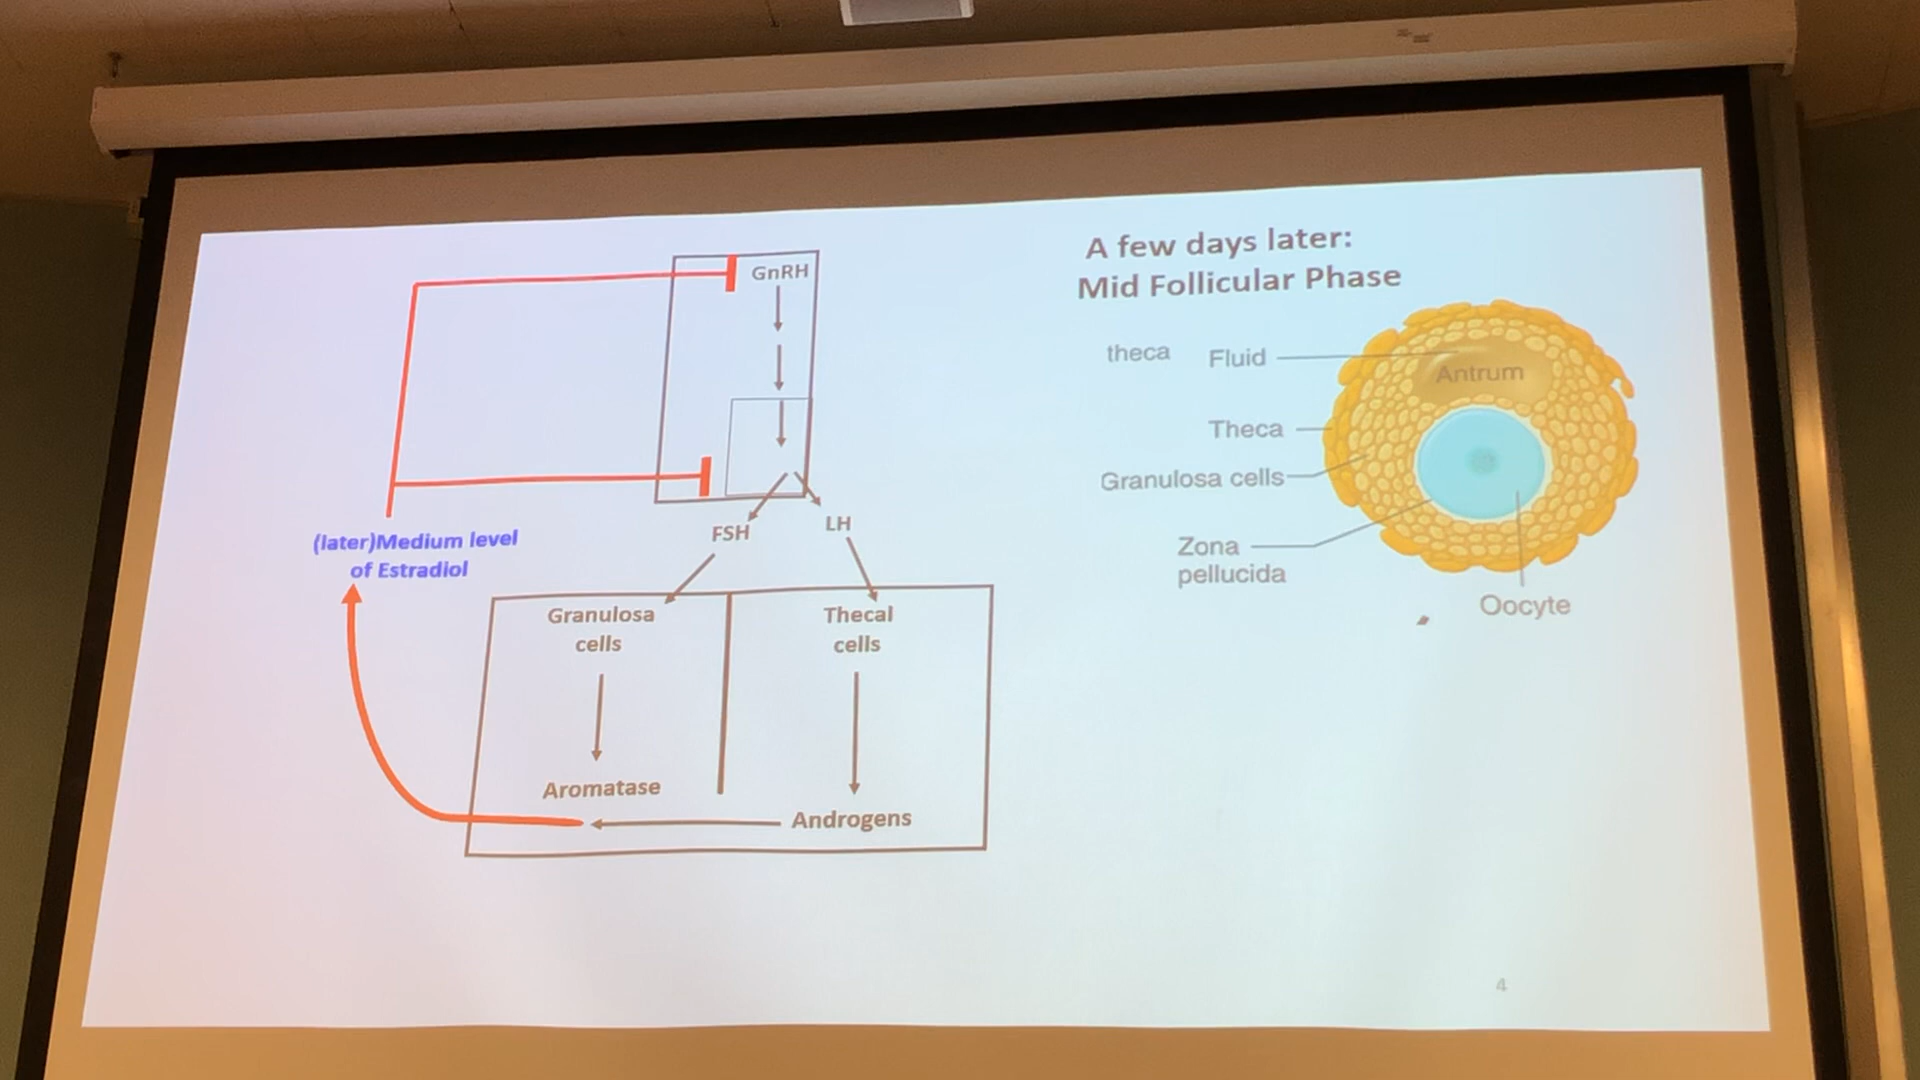 GnRH
FSH
LH
(later)Medium level
of Estradiol
Granulosa
cells
Thecal
cells
Aromatase
Androgens
A few days later:
Mid Follicular Phase
theca
Fluid
Antrum
Theca
Granulosa cells
Zona
pellucida
Oocyte
4